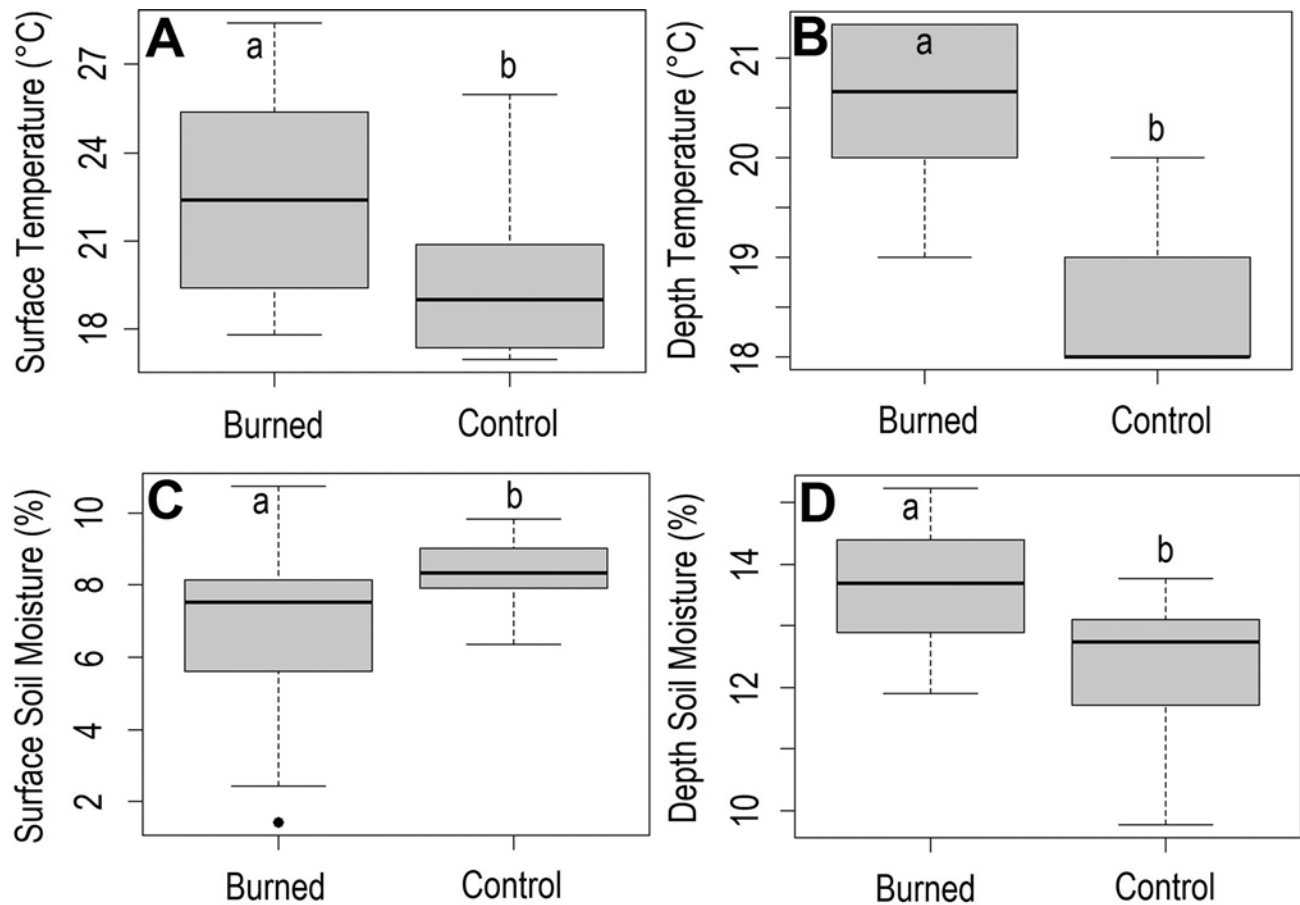 A
Surface Temperature (°C)
27
24
21
18
a
b
Burned
Control
B
Depth Temperature (°C)
21
20
19
18
a
b
Burned
Control
C
Surface Soil Moisture (%)
10
8
6
4
2
a
b
Burned
Control
D
Depth Soil Moisture (%)
14
12
10
a
b
Burned
Control